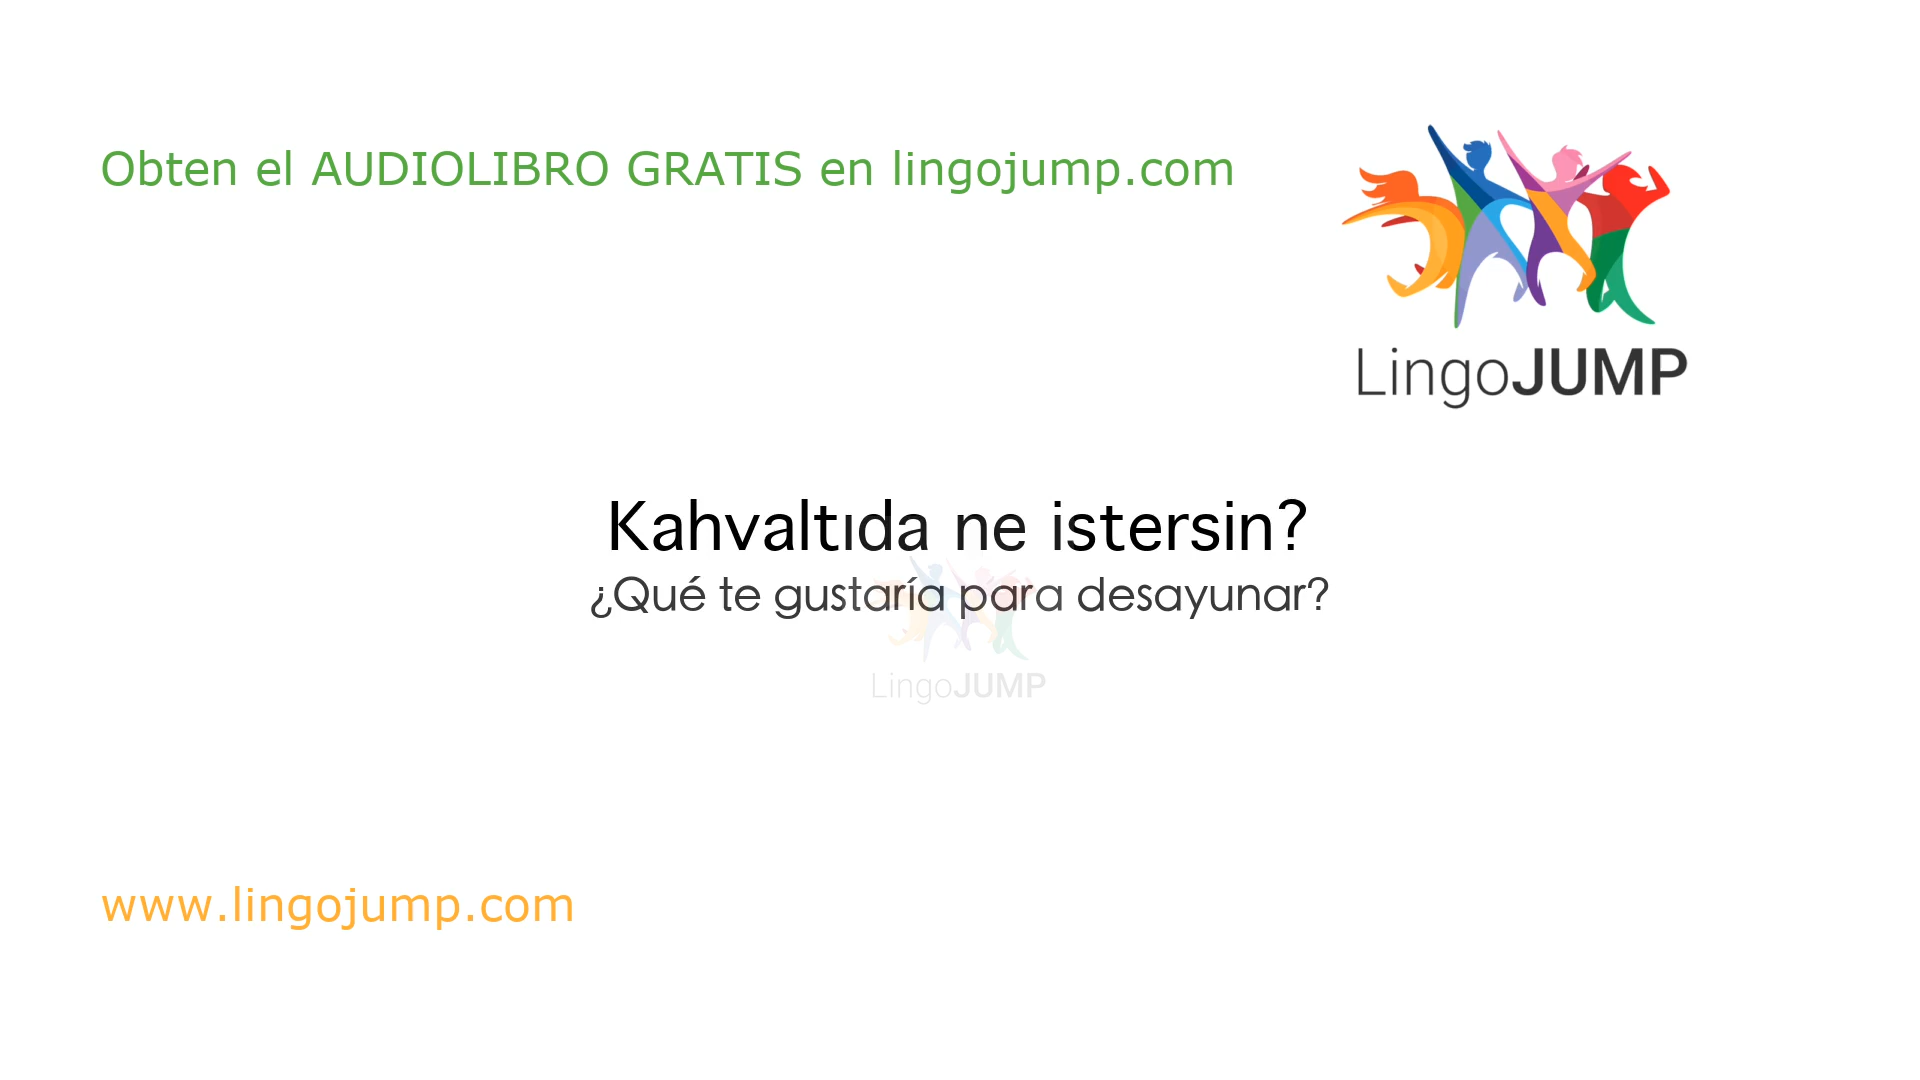 Obten el AUDIOLIBRO GRATIS en lingojump.com
LingoJUMP
Kahvaltıda ne istersin?
¿Qué te gustaría para desayunar?
LingoJUMP
www.lingojump.com